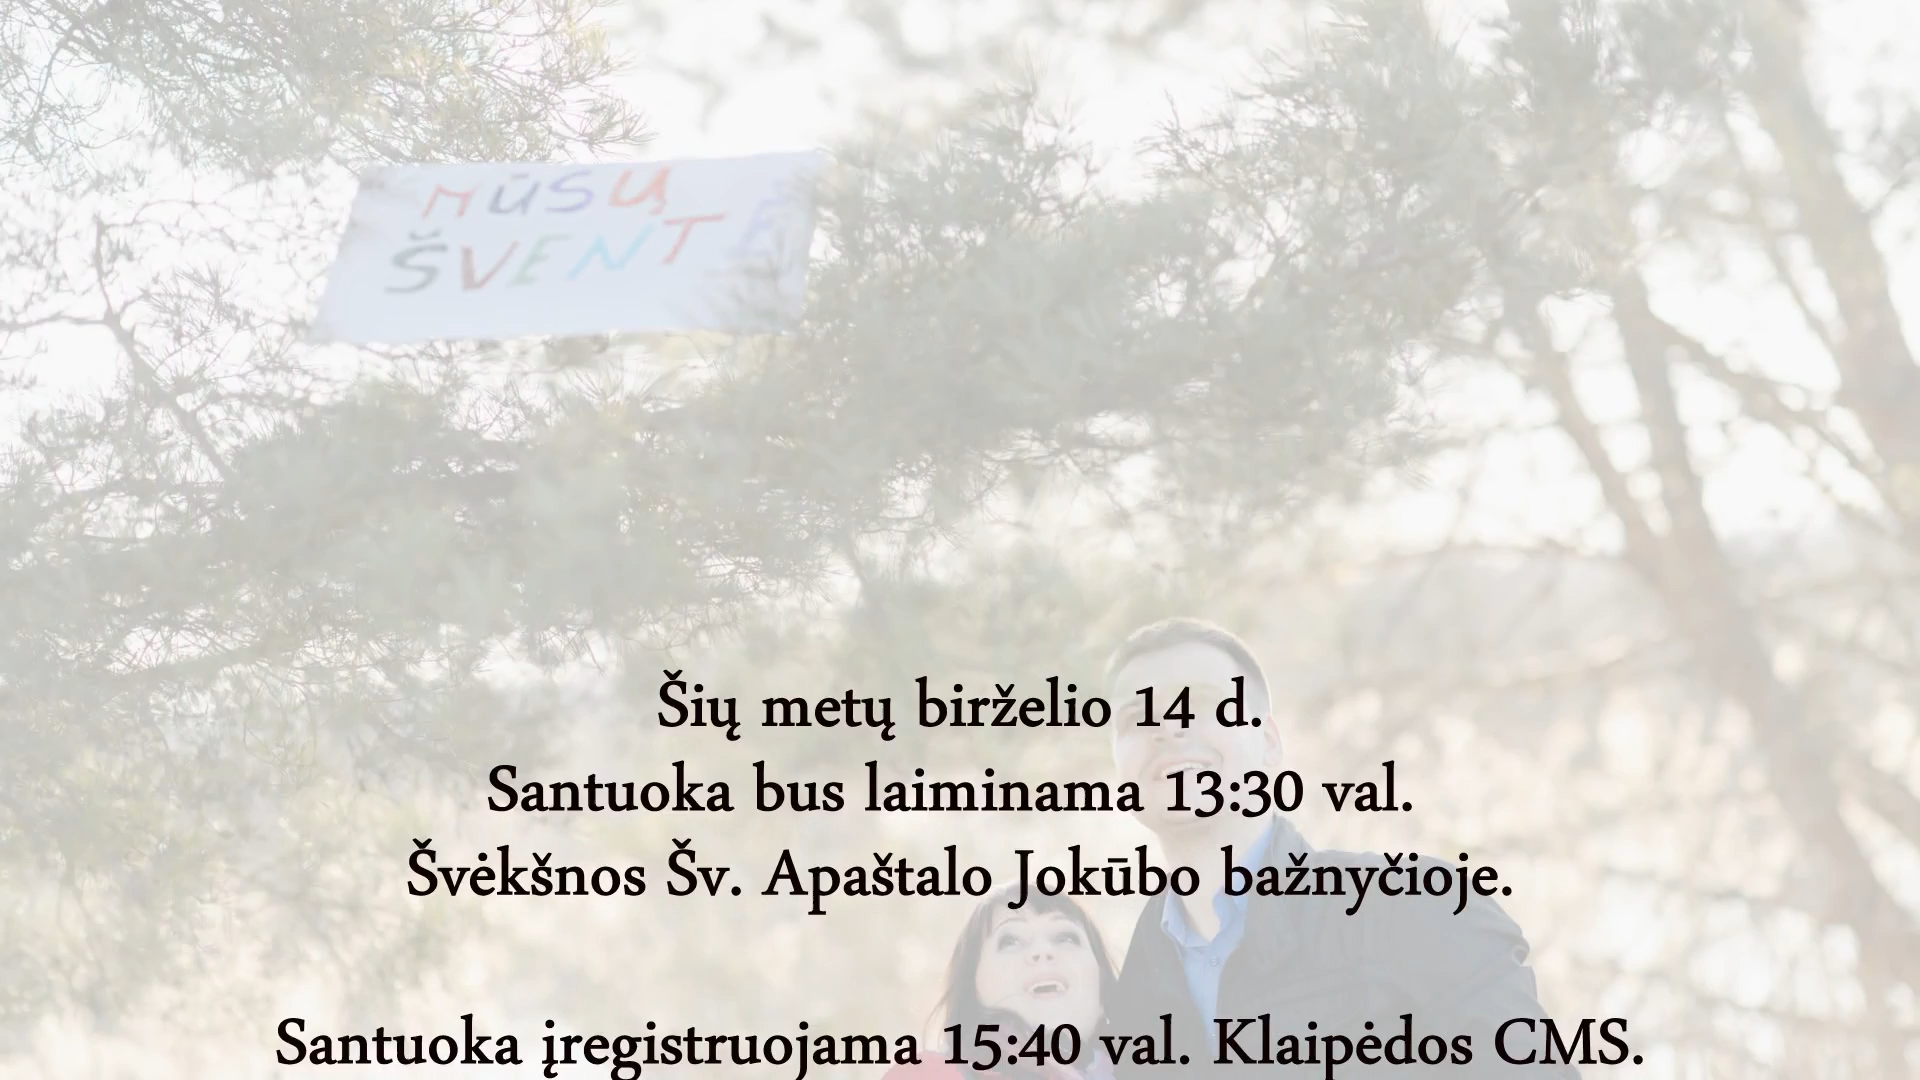 MŪSŲ
ŠVENTĖ
Šių metų birželio 14 d.
Santuoka bus laiminama 13:30 val.
Švėkšnos Šv. Apaštalo Jokūbo bažnyčioje.
Santuoka įregistruojama 15:40 val. Klaipėdos CMS.